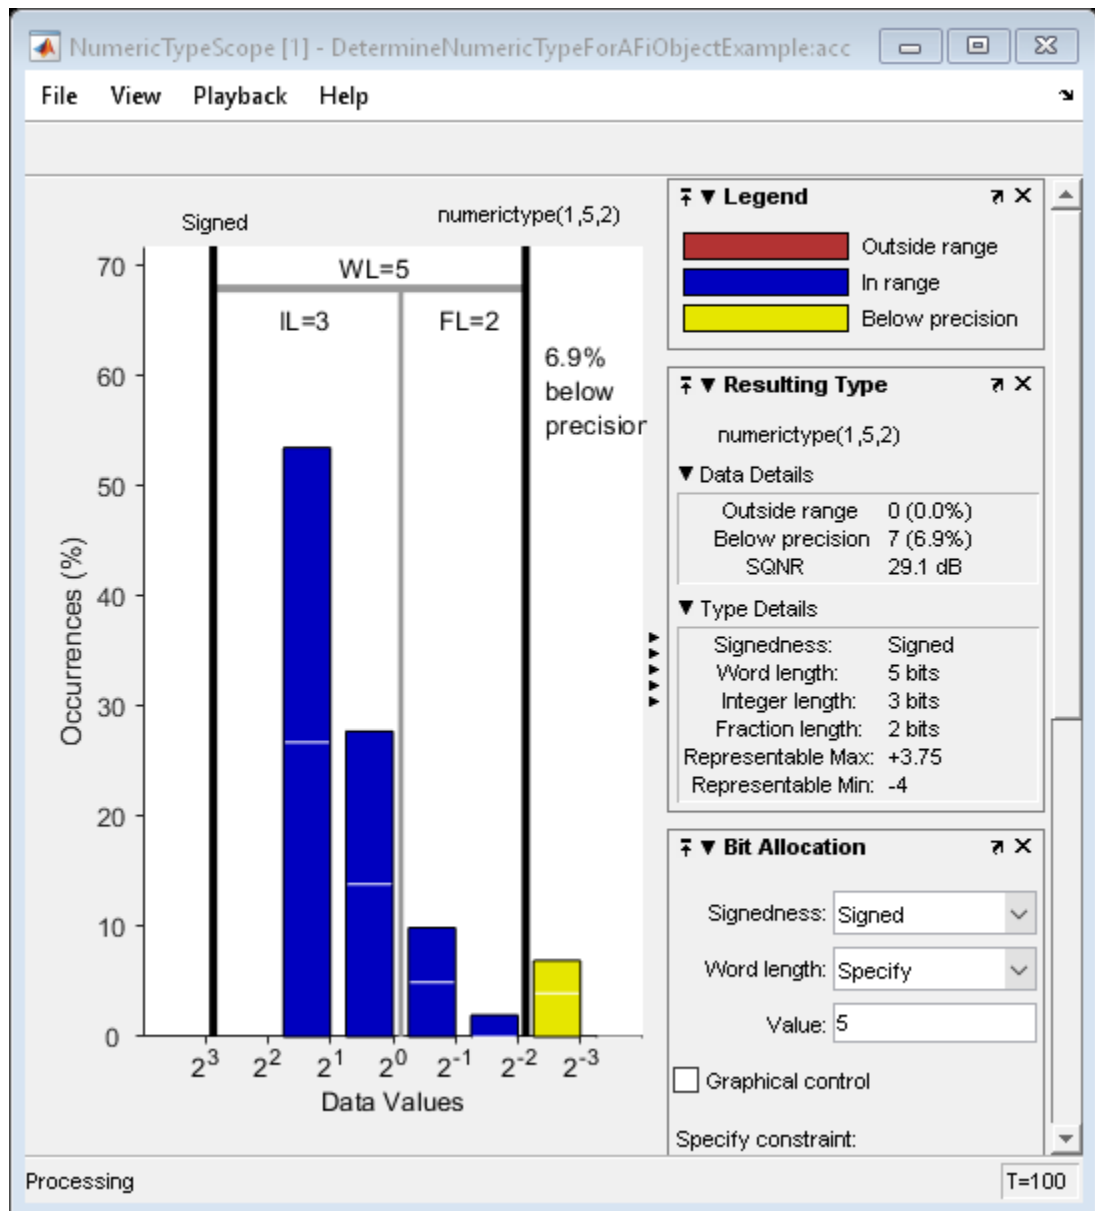 NumericTypeScope [1] - DetermineNumericTypeForAFiObjectExample:acc
File View Playback Help
Signed numerictype(1,5,2)
WL=5
IL=3 FL=2
6.9%
below
precision
70
60
50
40
30
20
10
0
Occurrences (%)
2^3 2^2 2^1 2^0 2^-1 2^-2 2^-3
Data Values
Legend
Outside range
In range
Below precision
Resulting Type
numerictype(1,5,2)
Data Details
Outside range 0 (0.0%)
Below precision 7 (6.9%)
SQNR 29.1 dB
Type Details
Signedness: Signed
Word length: 5 bits
Integer length: 3 bits
Fraction length: 2 bits
Representable Max: +3.75
Representable Min: -4
Bit Allocation
Signedness: Signed
Word length: Specify
Value: 5
Graphical control
Specify constraint:
Processing T=100